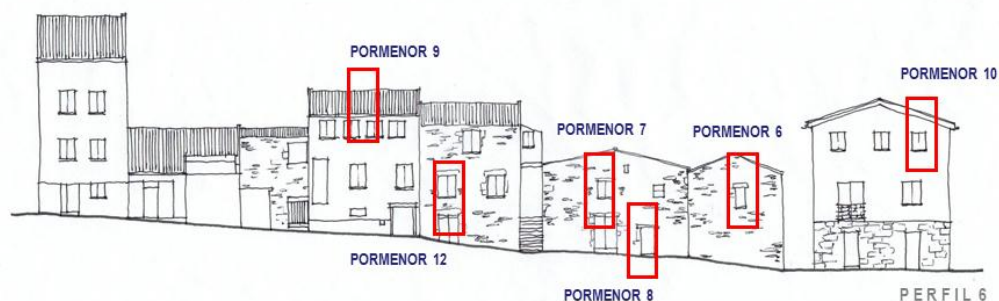 PORMENOR 9
PORMENOR 10
PORMENOR 7
PORMENOR 6
PORMENOR 12
PORMENOR 8
PERFIL 6